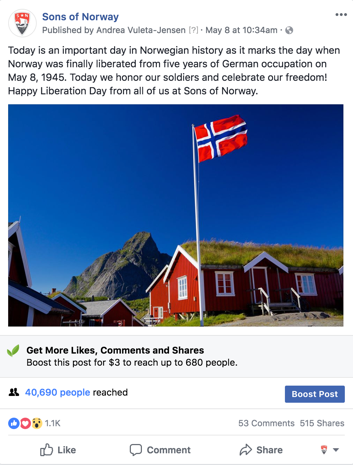 Sons of Norway
Published by Andrea Vuleta-Jensen [?] · May 8 at 10:34am ·
Today is an important day in Norwegian history as it marks the day when
Norway was finally liberated from five years of German occupation on
May 8, 1945. Today we honor our soldiers and celebrate our freedom!
Happy Liberation Day from all of us at Sons of Norway.
Get More Likes, Comments and Shares
Boost this post for $3 to reach up to 680 people.
40,690 people reached
Boost Post
1.1K
53 Comments 515 Shares
Like
Comment
Share